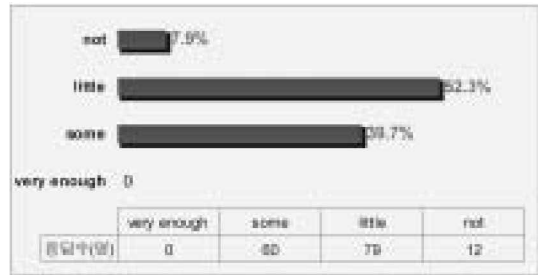 not 7.9%
little 52.3%
some 39.7%
very enough 0
very enough some little not
응답수(명) 0 60 79 12